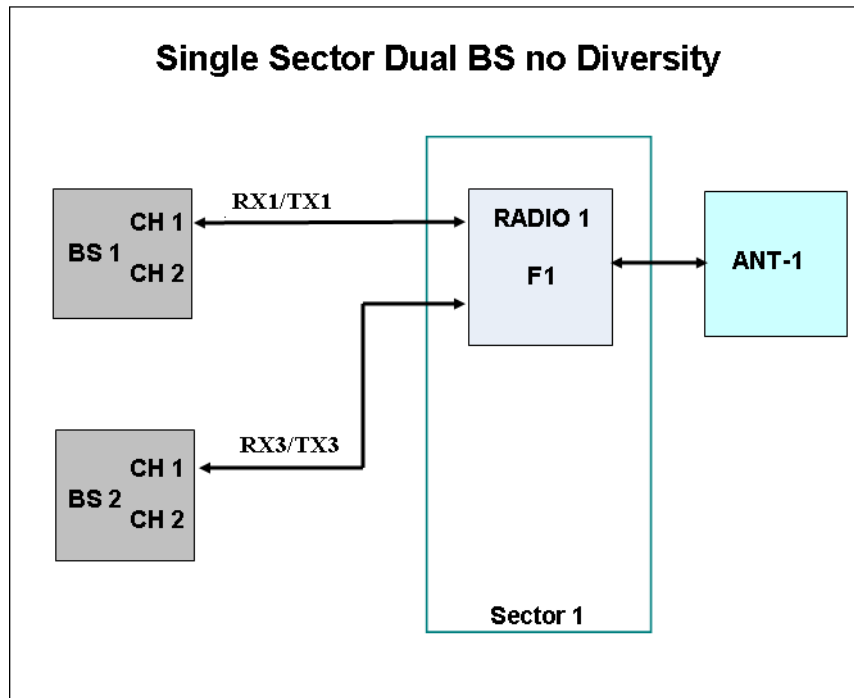 Single Sector Dual BS no Diversity
RX1/TX1
CH 1
BS 1
CH 2
RADIO 1
F1
ANT-1
RX3/TX3
CH 1
BS 2
CH 2
Sector 1